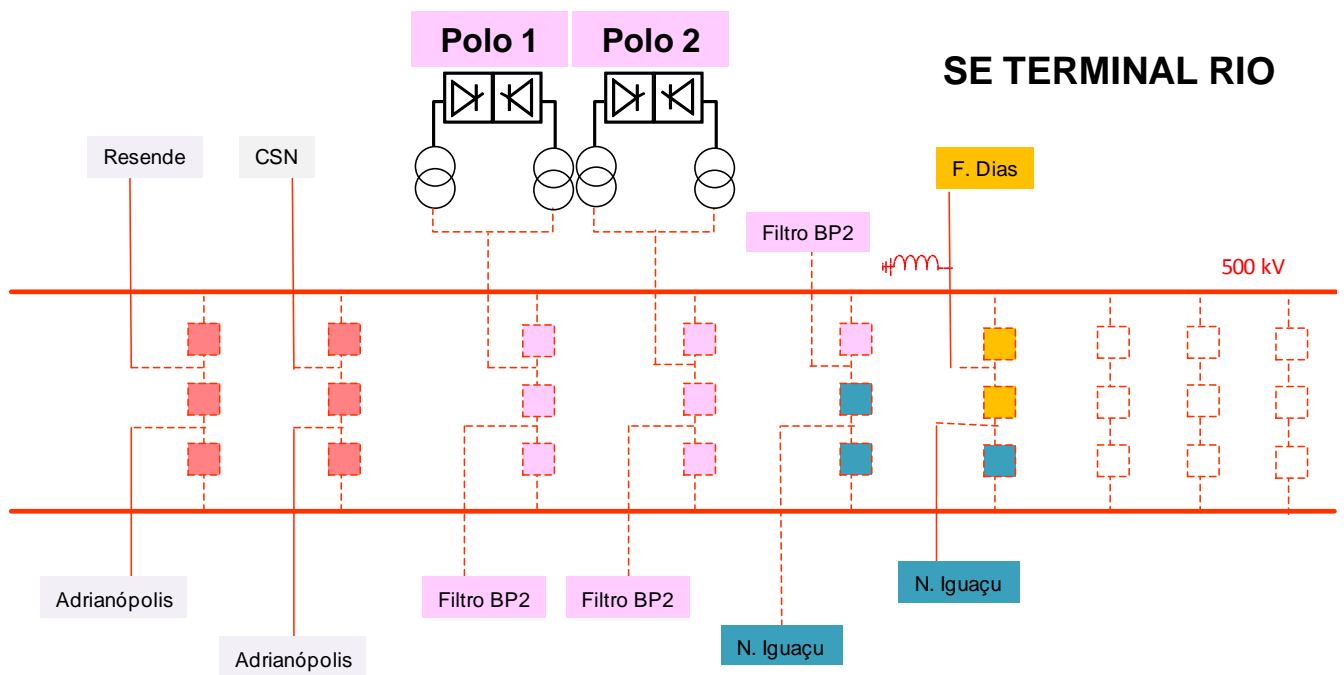 Polo 1
Polo 2
SE TERMINAL RIO
Resende
CSN
F. Dias
Filtro BP2
500 kV
Adrianópolis
Filtro BP2
Filtro BP2
N. Iguaçu
N. Iguaçu
Adrianópolis